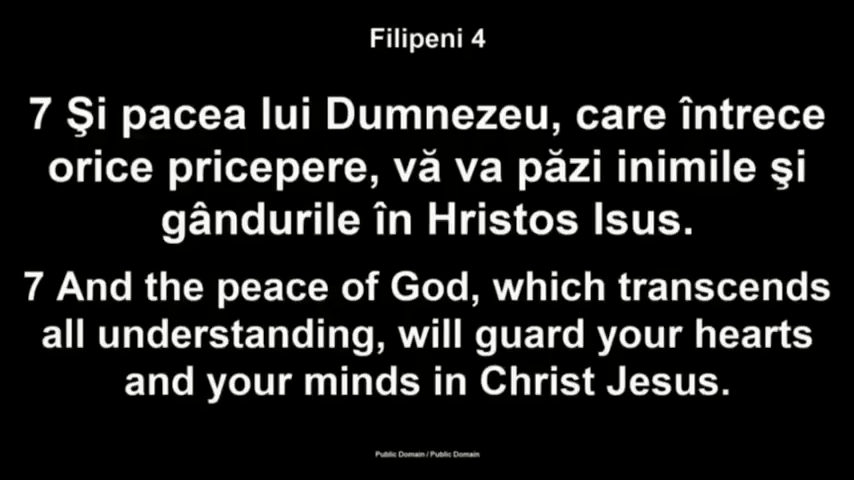 Filipeni 4
7 Şi pacea lui Dumnezeu, care întrece
orice pricepere, vă va păzi inimile şi
gândurile în Hristos Isus.
7 And the peace of God, which transcends
all understanding, will guard your hearts
and your minds in Christ Jesus.
Public Domain / Public Domain